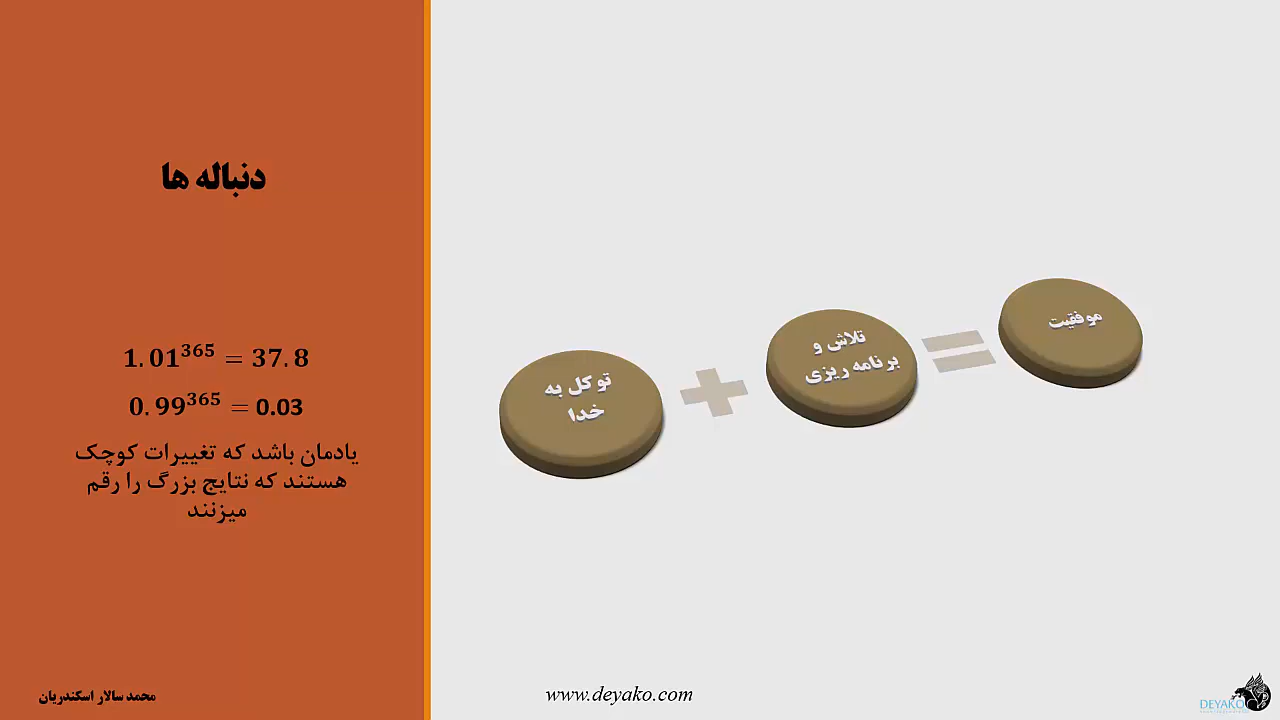 دنباله ها
1.01^365 = 37.8
0.99^365 = 0.03
یادمان باشد که تغییرات کوچک
هستند که نتایج بزرگ را رقم
میزنند
محمد سالار اسکندریان
توکل به
خدا
+
تلاش و
برنامه ریزی
=
موفقیت
www.deyako.com
DEYAKO